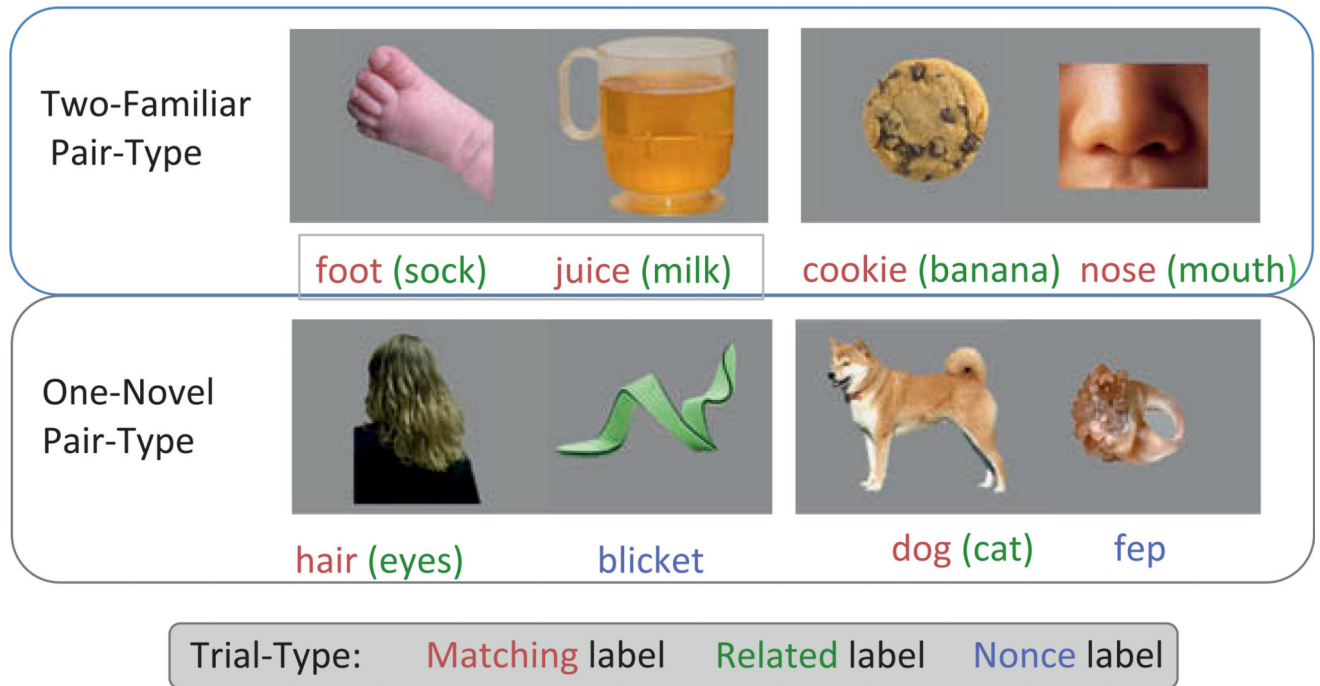 Two-Familiar
Pair-Type
foot (sock) juice (milk) cookie (banana) nose (mouth)
One-Novel
Pair-Type
hair (eyes) blicket dog (cat) fep
Trial-Type: Matching label Related label Nonce label